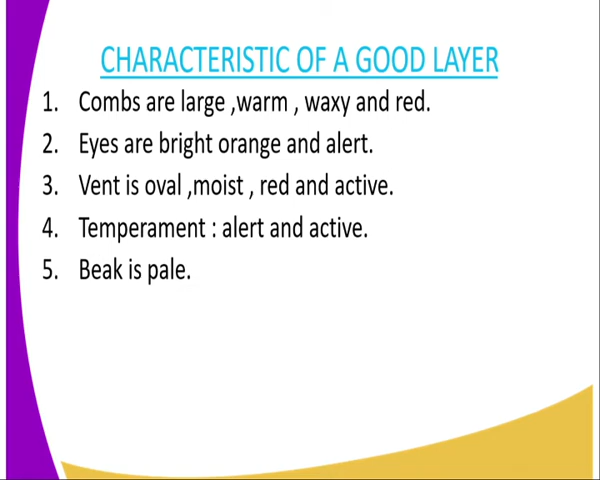 CHARACTERISTIC OF A GOOD LAYER
1. Combs are large ,warm , waxy and red.
2. Eyes are bright orange and alert.
3. Vent is oval ,moist , red and active.
4. Temperament : alert and active.
5. Beak is pale.